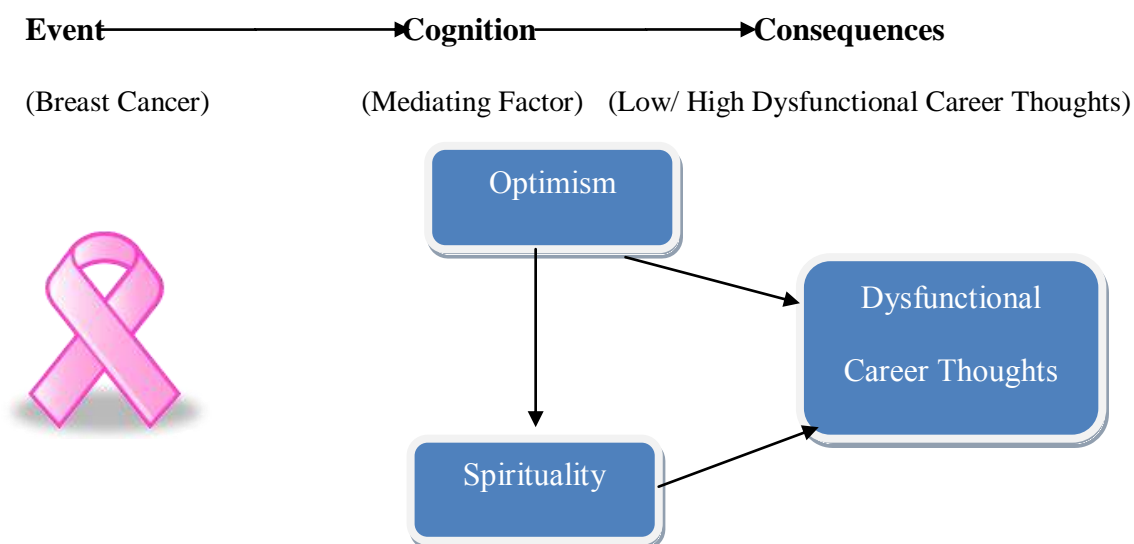 Event Cognition Consequences
(Breast Cancer) (Mediating Factor) (Low/ High Dysfunctional Career Thoughts)
Optimism
Dysfunctional
Career Thoughts
Spirituality